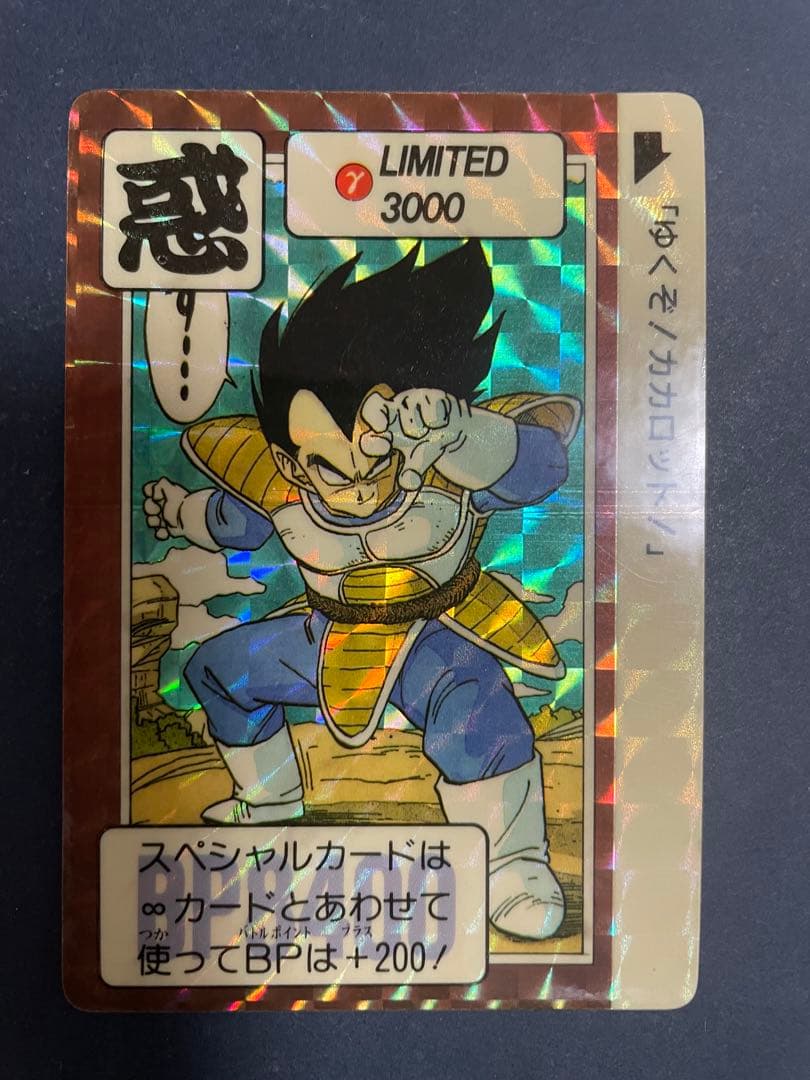 惑
γ LIMITED
3000
「ゆくぞ!カカロット!」
BP8400
スペシャルカードは
∞カードとあわせて
つか バトルポイント プラス
使ってBPは+200!